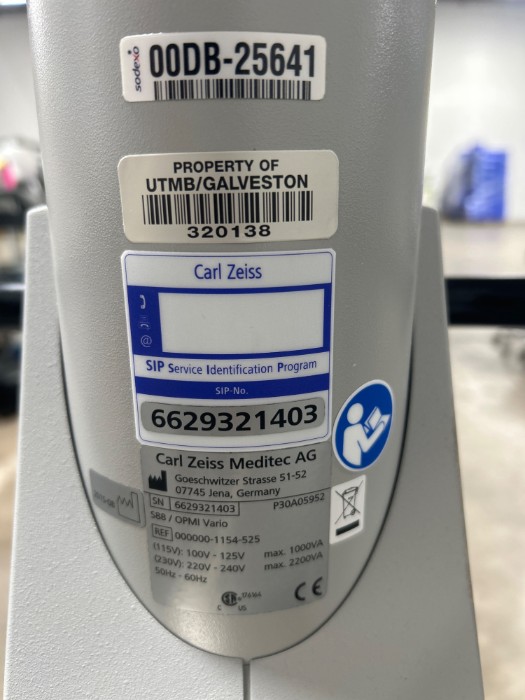 sodexo
00DB-25641
PROPERTY OF
UTMB/GALVESTON
320138
Carl Zeiss
@
SIP Service Identification Program
SIP-No.
6629321403
Carl Zeiss Meditec AG
Goeschwitzer Strasse 51-52
07745 Jena, Germany
SN 6629321403 P30A05952
S88 / OPMI Vario
REF 000000-1154-525
(115V): 100V - 125V max. 1000VA
(230V): 220V - 240V max. 2200VA
50Hz - 60Hz
C US
CE